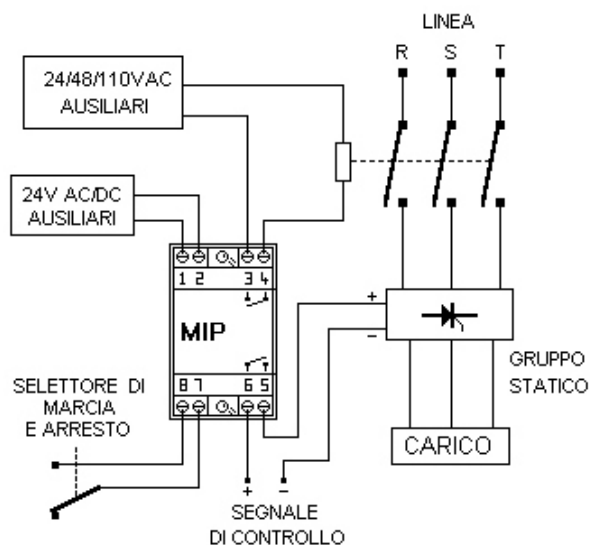 LINEA
R S T
24/48/110VAC
AUSILIARI
24V AC/DC
AUSILIARI
1 2 3 4
MIP
8 7 6 5
+
−
GRUPPO
STATICO
SELETTORE DI
MARCIA
E ARRESTO
CARICO
+ −
SEGNALE
DI CONTROLLO